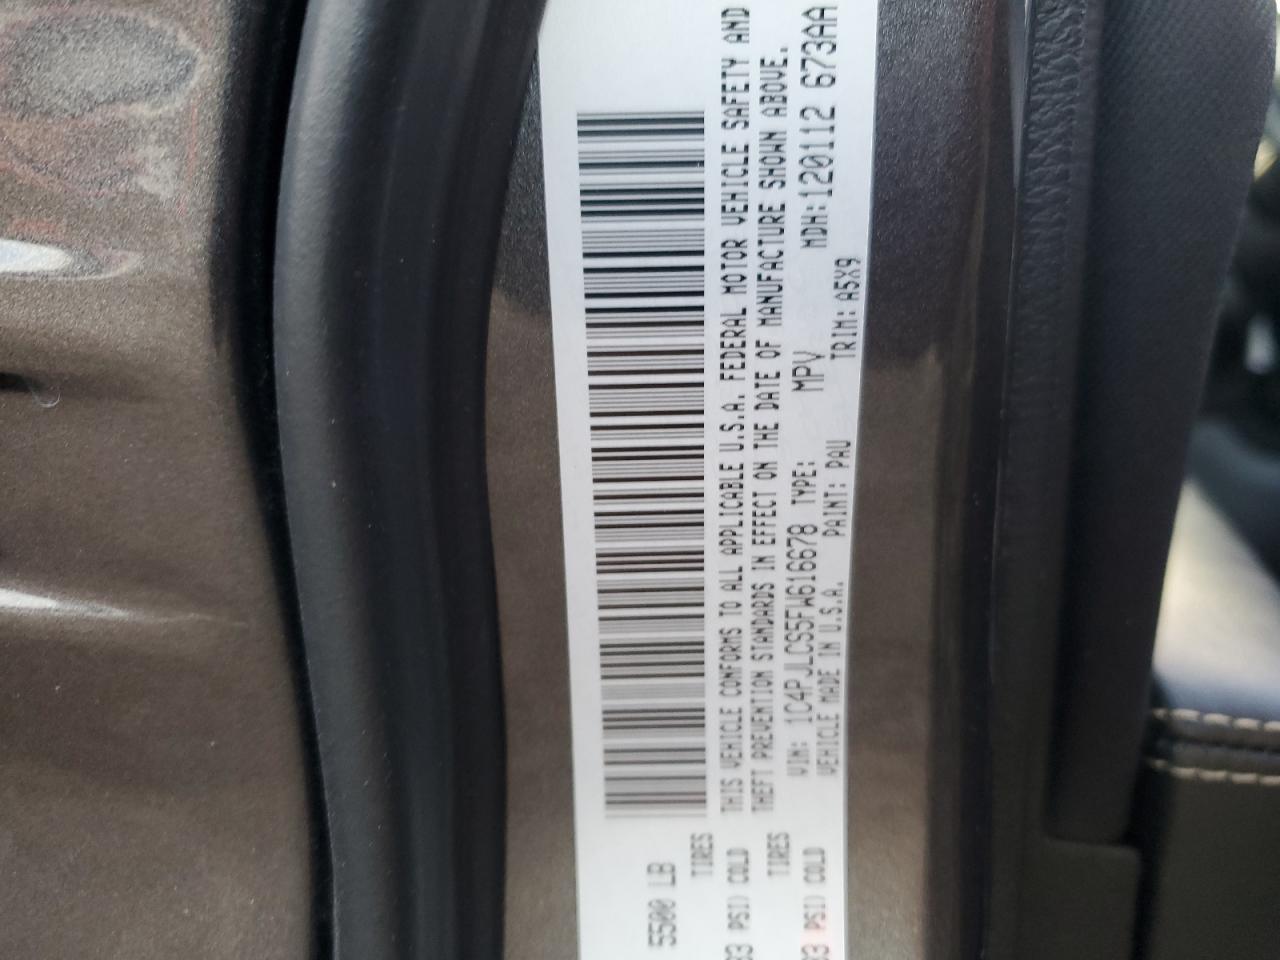 5500 LB
TIRES
33 PSI) COLD
TIRES
33 PSI) COLD
THIS VEHICLE CONFORMS TO ALL APPLICABLE U.S.A. FEDERAL MOTOR VEHICLE SAFETY AND
THEFT PREVENTION STANDARDS IN EFFECT ON THE DATE OF MANUFACTURE SHOWN ABOVE.
VIN: 1C4PJLCS5FW616678 TYPE: MPV MDH:120112 673AA
VEHICLE MADE IN U.S.A. PAINT: PAU TRIM: A5X9